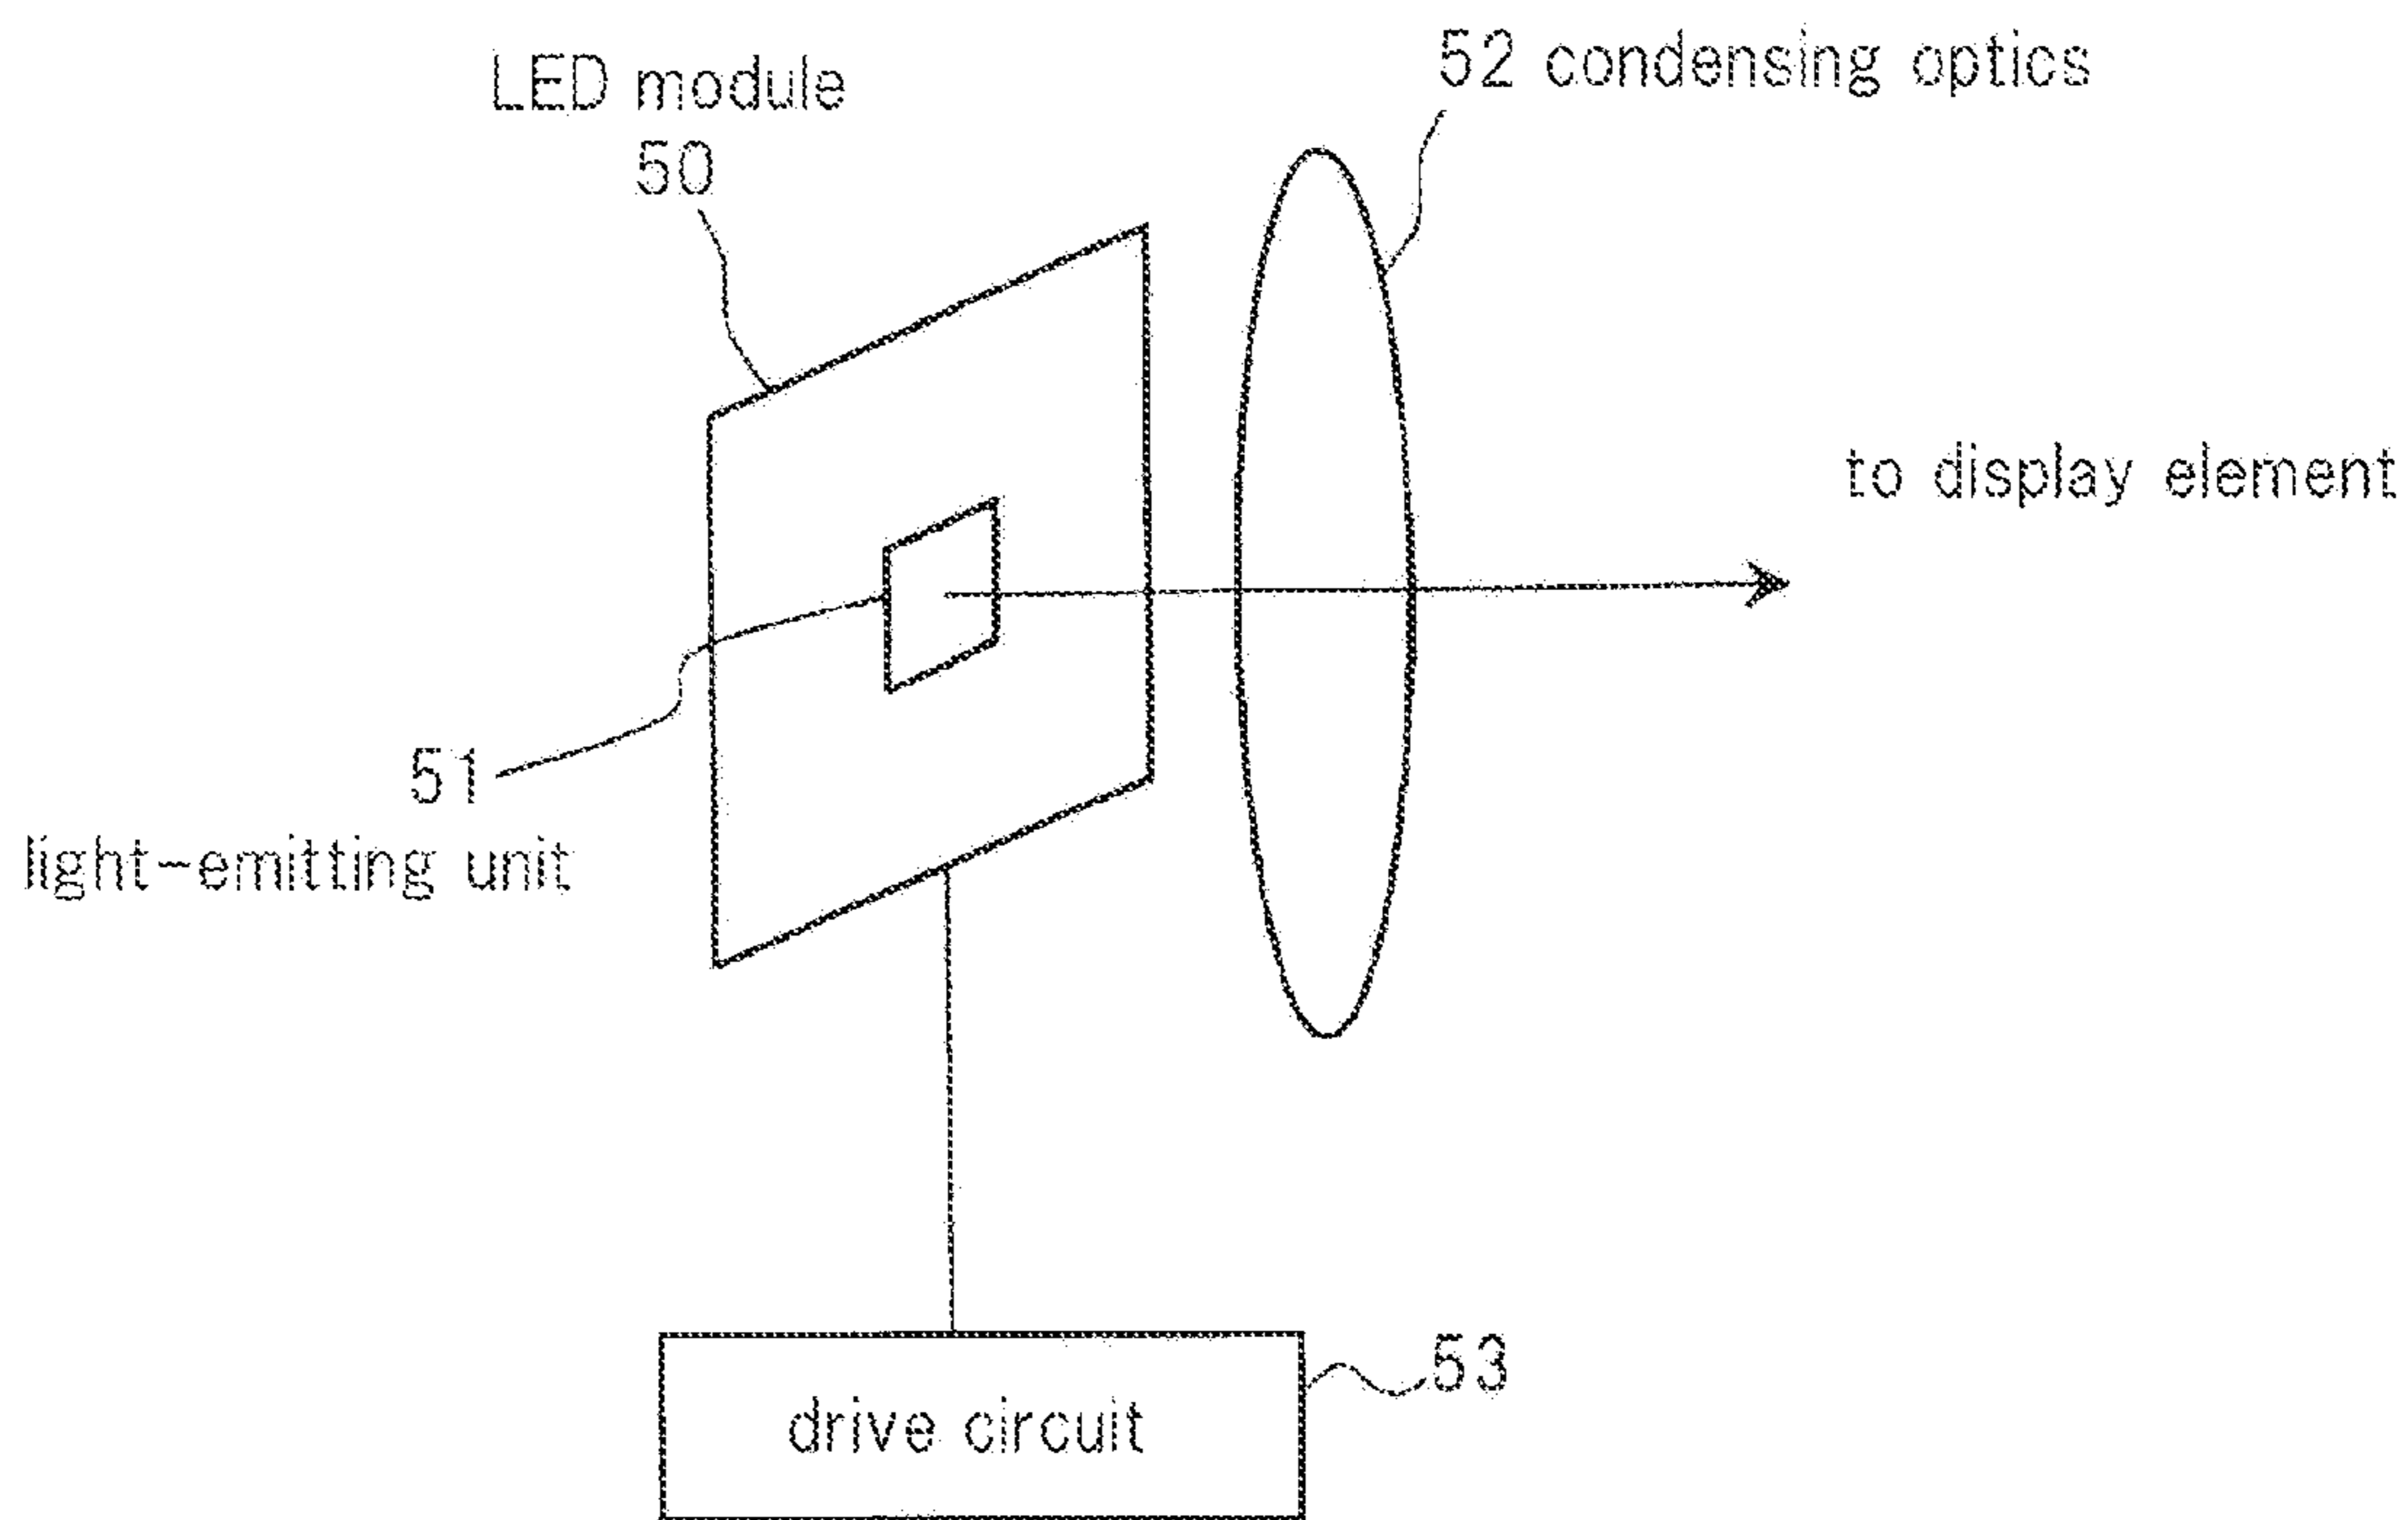 52 condensing optics
LED module
50
to display element
51
light-emitting unit
53
drive circuit